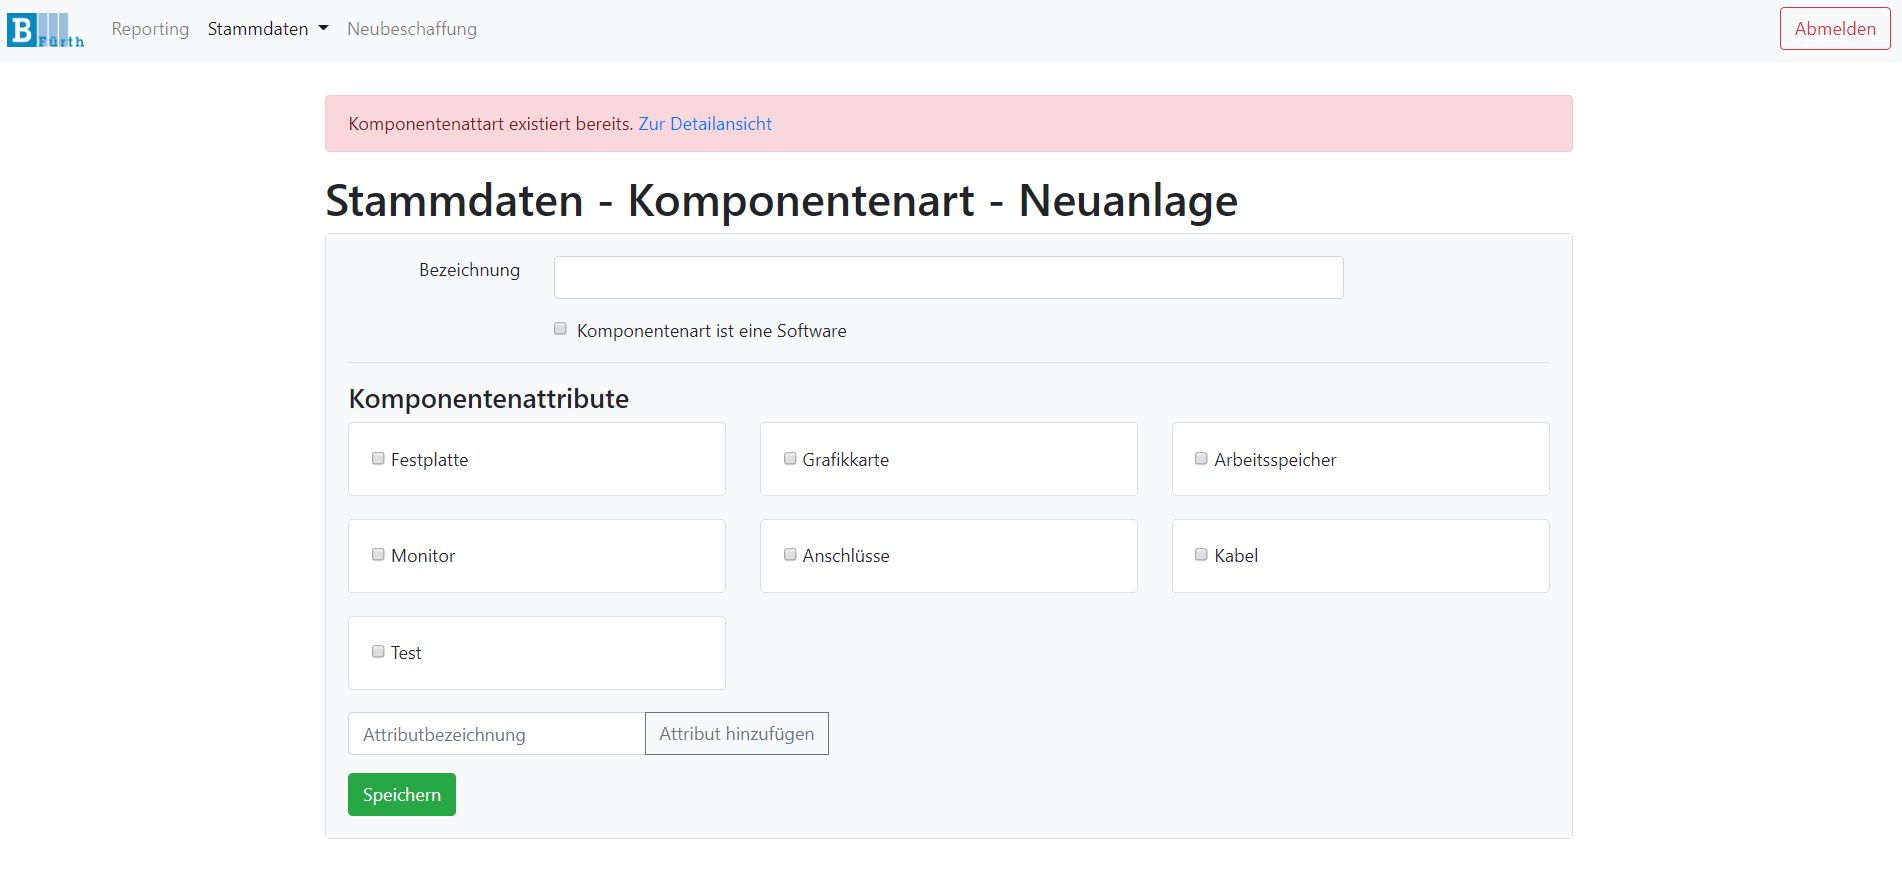 B Fürth Reporting Stammdaten Neubeschaffung Abmelden
Komponentenattart existiert bereits. Zur Detailansicht
Stammdaten - Komponentenart - Neuanlage
Bezeichnung
Komponentenart ist eine Software
Komponentenattribute
Festplatte Grafikkarte Arbeitsspeicher
Monitor Anschlüsse Kabel
Test
Attributbezeichnung Attribut hinzufügen
Speichern